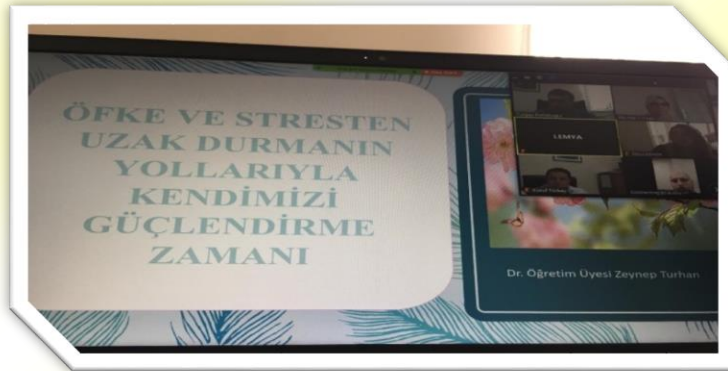 ÖFKE VE STRESTEN
UZAK DURMANIN
YOLLARIYLA
KENDİMİZİ
GÜÇLENDİRME
ZAMANI
LEMYA
Dr. Öğretim Üyesi Zeynep Turhan